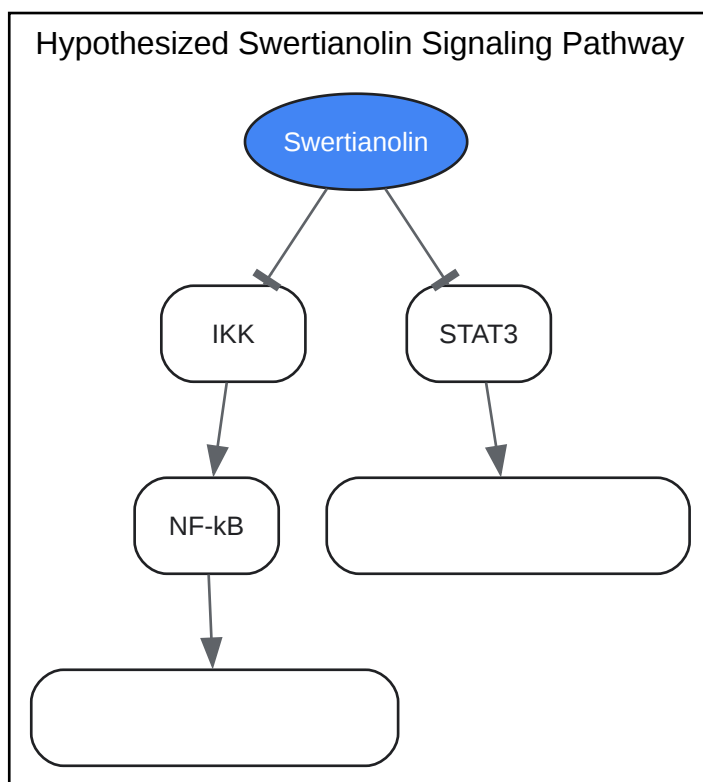 Hypothesized Swertianolin Signaling Pathway
Swertianolin
IKK
STAT3
NF-kB